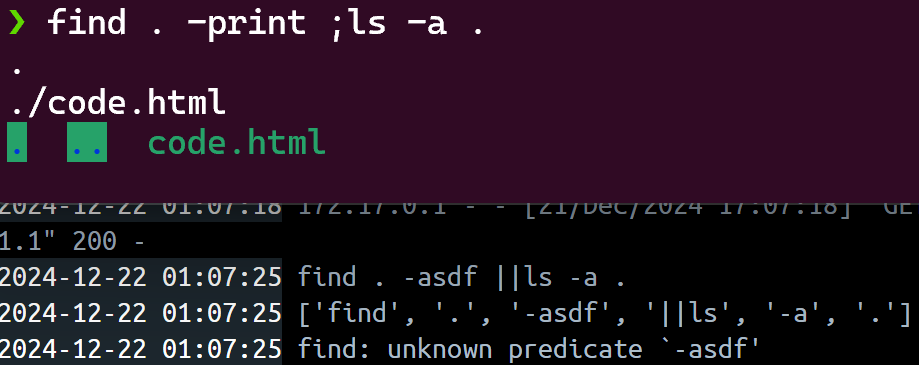 ❯ find . -print ;ls -a .
.
./code.html
.  ..  code.html
2024-12-22 01:07:18 172.17.0.1 - - [21/Dec/2024 17:07:18] "GE
1.1" 200 -
2024-12-22 01:07:25 find . -asdf ||ls -a .
2024-12-22 01:07:25 ['find', '.', '-asdf', '||ls', '-a', '.']
2024-12-22 01:07:25 find: unknown predicate `-asdf'